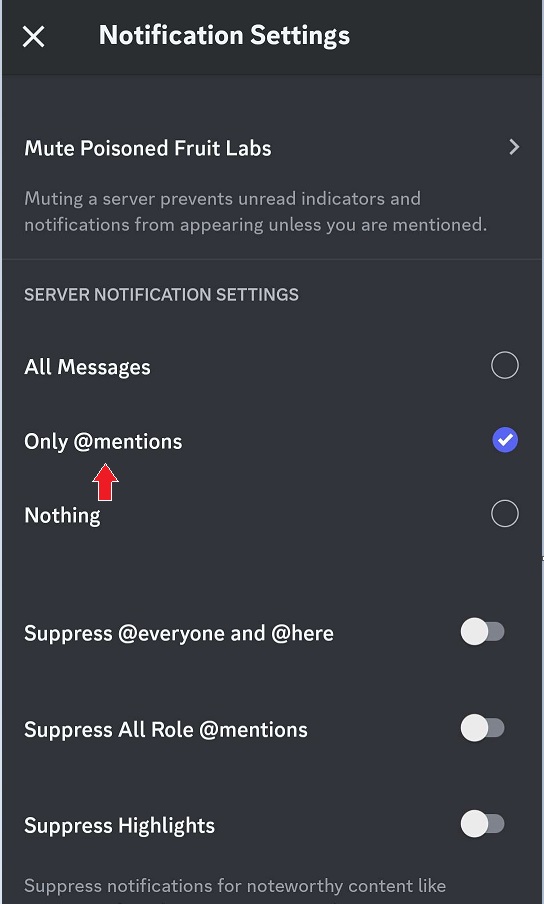 Notification Settings
Mute Poisoned Fruit Labs
Muting a server prevents unread indicators and
notifications from appearing unless you are mentioned.
SERVER NOTIFICATION SETTINGS
All Messages
Only @mentions
Nothing
Suppress @everyone and @here
Suppress All Role @mentions
Suppress Highlights
Suppress notifications for noteworthy content like